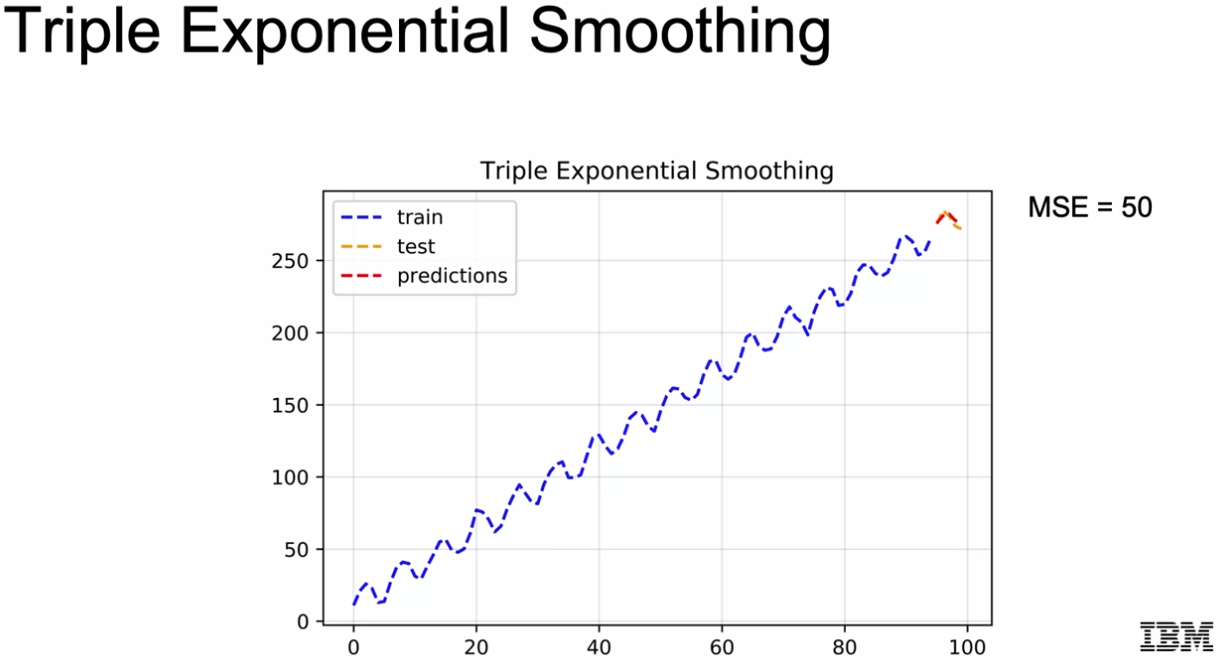 Triple Exponential Smoothing
Triple Exponential Smoothing
MSE = 50
train
test
predictions
250
200
150
100
50
0
0 20 40 60 80 100
IBM